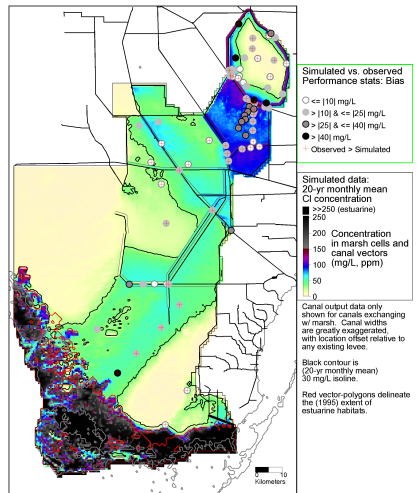 Simulated vs. observed
Performance stats: Bias
<= |10| mg/L
> |10| & <= |25| mg/L
> |25| & <= |40| mg/L
> |40| mg/L
Observed > Simulated
Simulated data:
20-yr monthly mean
Cl concentration
>>250 (estuarine)
250
200
150
100
50
0
Concentration
in marsh cells and
canal vectors
(mg/L, ppm)
Canal output data only
shown for canals exchanging
w/ marsh. Canal widths
are greatly exaggerated,
with location offset relative to
any existing levee.
Black contour is
(20-yr monthly mean)
30 mg/L isoline.
Red vector-polygons delineate
the (1995) extent of
estuarine habitats.
0 10
Kilometers